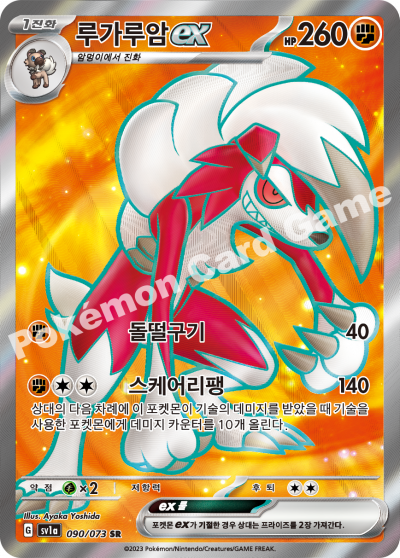 1진화
루가루암 ex
HP 260
암멍이에서 진화
Pokémon Card Game
돌떨구기 40
스케어리팽 140
상대의 다음 차례에 이 포켓몬이 기술의 데미지를 받았을 때 기술을
사용한 포켓몬에게 데미지 카운터를 10개 올린다.
약점 ×2 저항력 후퇴
Illus. Ayaka Yoshida
G sv1a 090/073 SR
ex 룰
포켓몬 ex가 기절한 경우 상대는 프라이즈를 2장 가져간다.
©2023 Pokémon/Nintendo/Creatures/GAME FREAK.